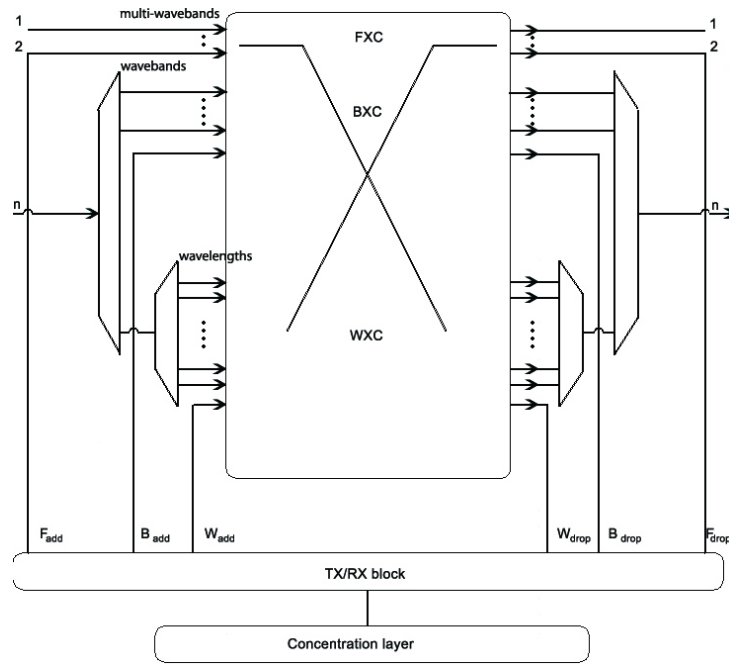 multi-wavebands
1 FXC 1
2 2
wavebands
BXC
n n
wavelengths
WXC
Fadd Badd Wadd Wdrop Bdrop Fdrop
TX/RX block
Concentration layer